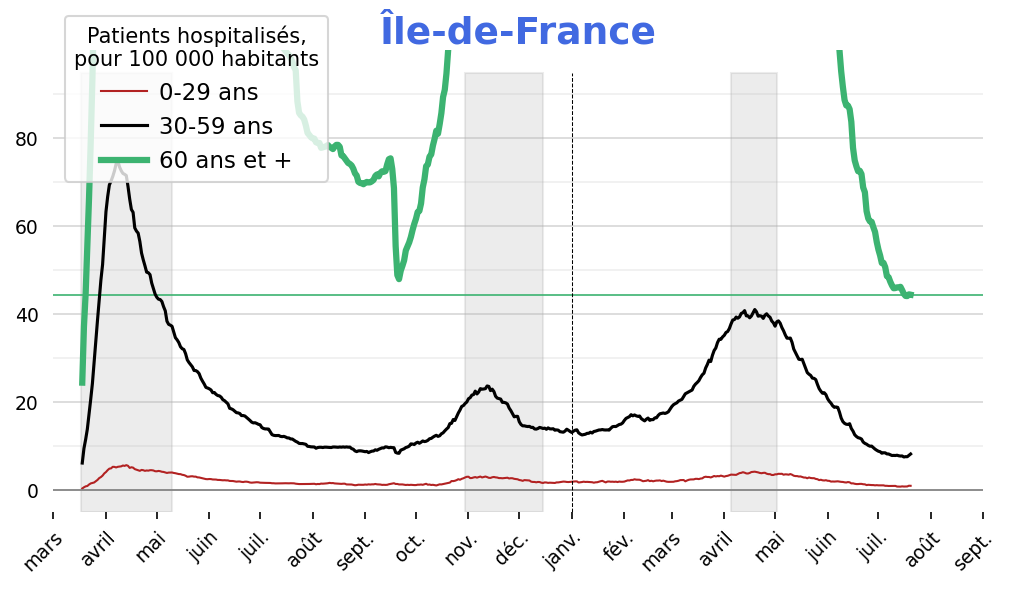 Île-de-France
Patients hospitalisés,
pour 100 000 habitants
0-29 ans
30-59 ans
60 ans et +
80
60
40
20
0
mars
avril
mai
juin
juil.
août
sept.
oct.
nov.
déc.
janv.
fév.
mars
avril
mai
juin
juil.
août
sept.